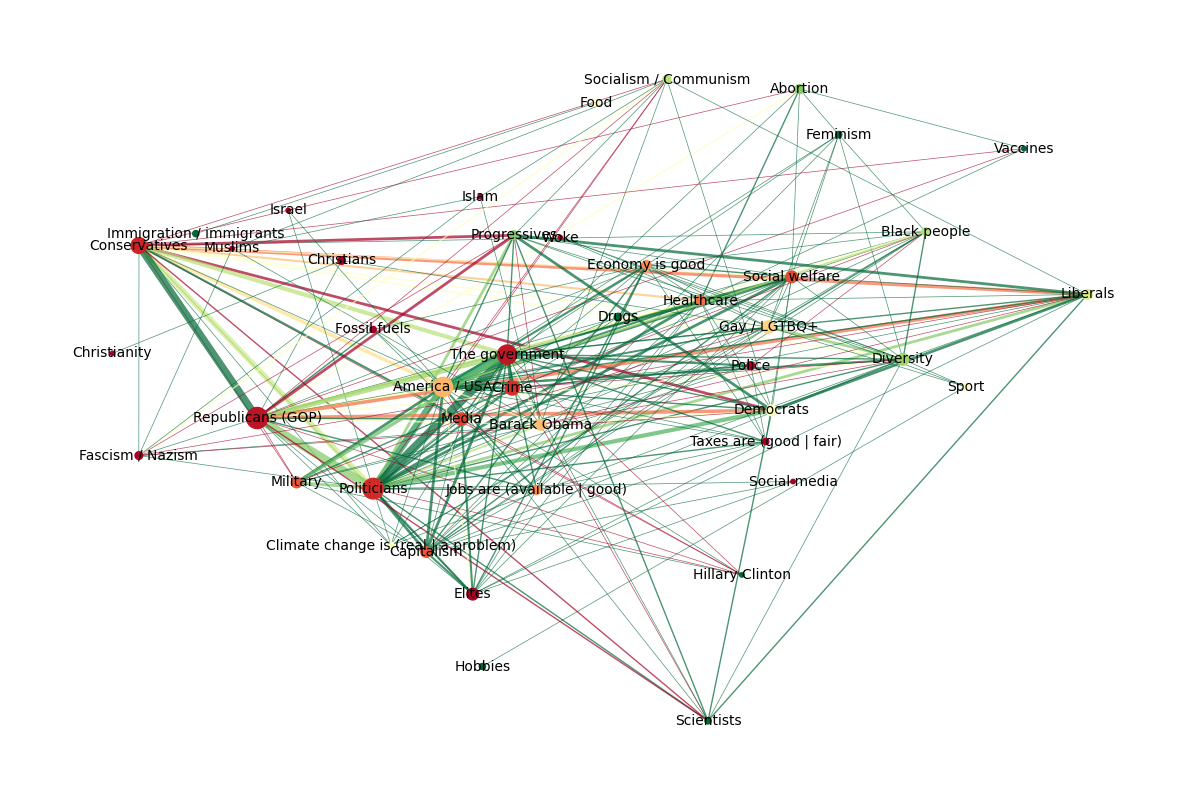 Socialism / Communism
Food
Abortion
Feminism
Vaccines
Islam
Israel
Immigration / immigrants
Conservatives
Muslims
Progressives
Woke
Black people
Christians
Economy is good
Social welfare
Liberals
Healthcare
Drugs
Gay / LGTBQ+
Fossil fuels
Christianity
The government
Police
Diversity
America / USA
Crime
Sport
Republicans (GOP)
Media
Barack Obama
Democrats
Taxes are (good | fair)
Fascism / Nazism
Military
Politicians
Jobs are (available | good)
Social media
Climate change is (real | a problem)
Capitalism
Hillary Clinton
Elites
Hobbies
Scientists